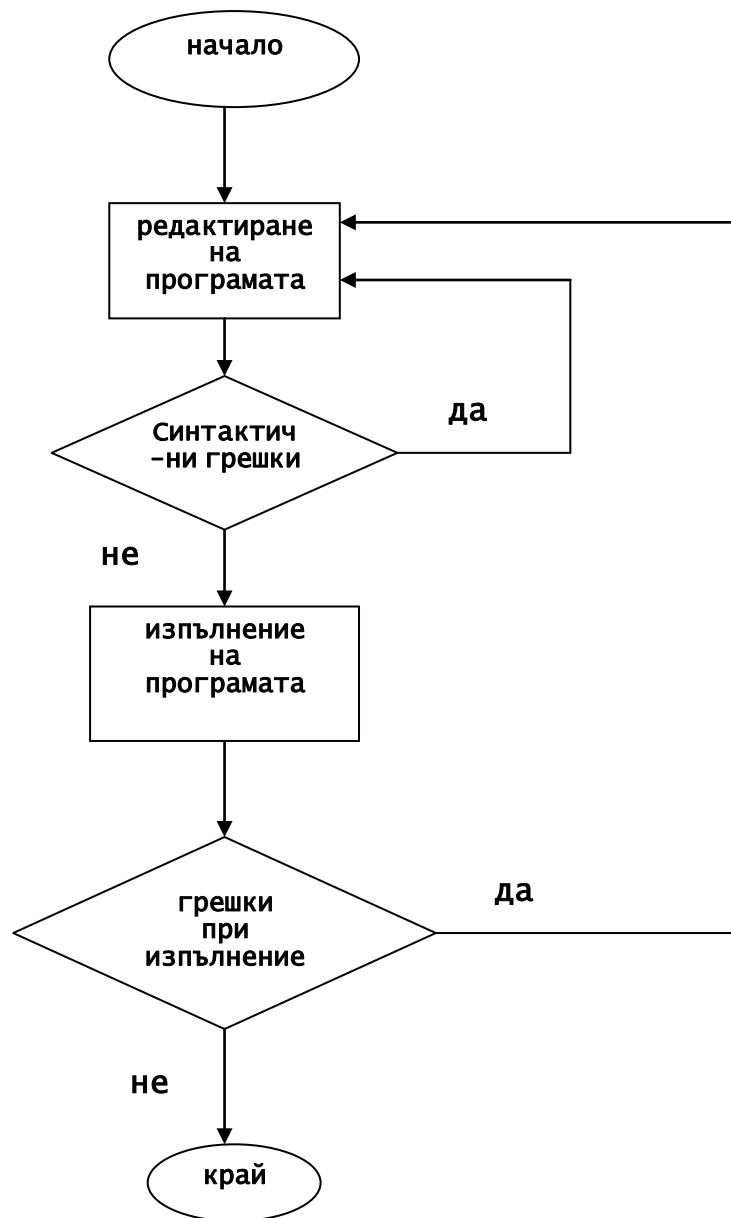 начало
редактиране
на
програмата
да
Синтактич
-ни грешки
не
изпълнение
на
програмата
да
грешки
при
изпълнение
не
край